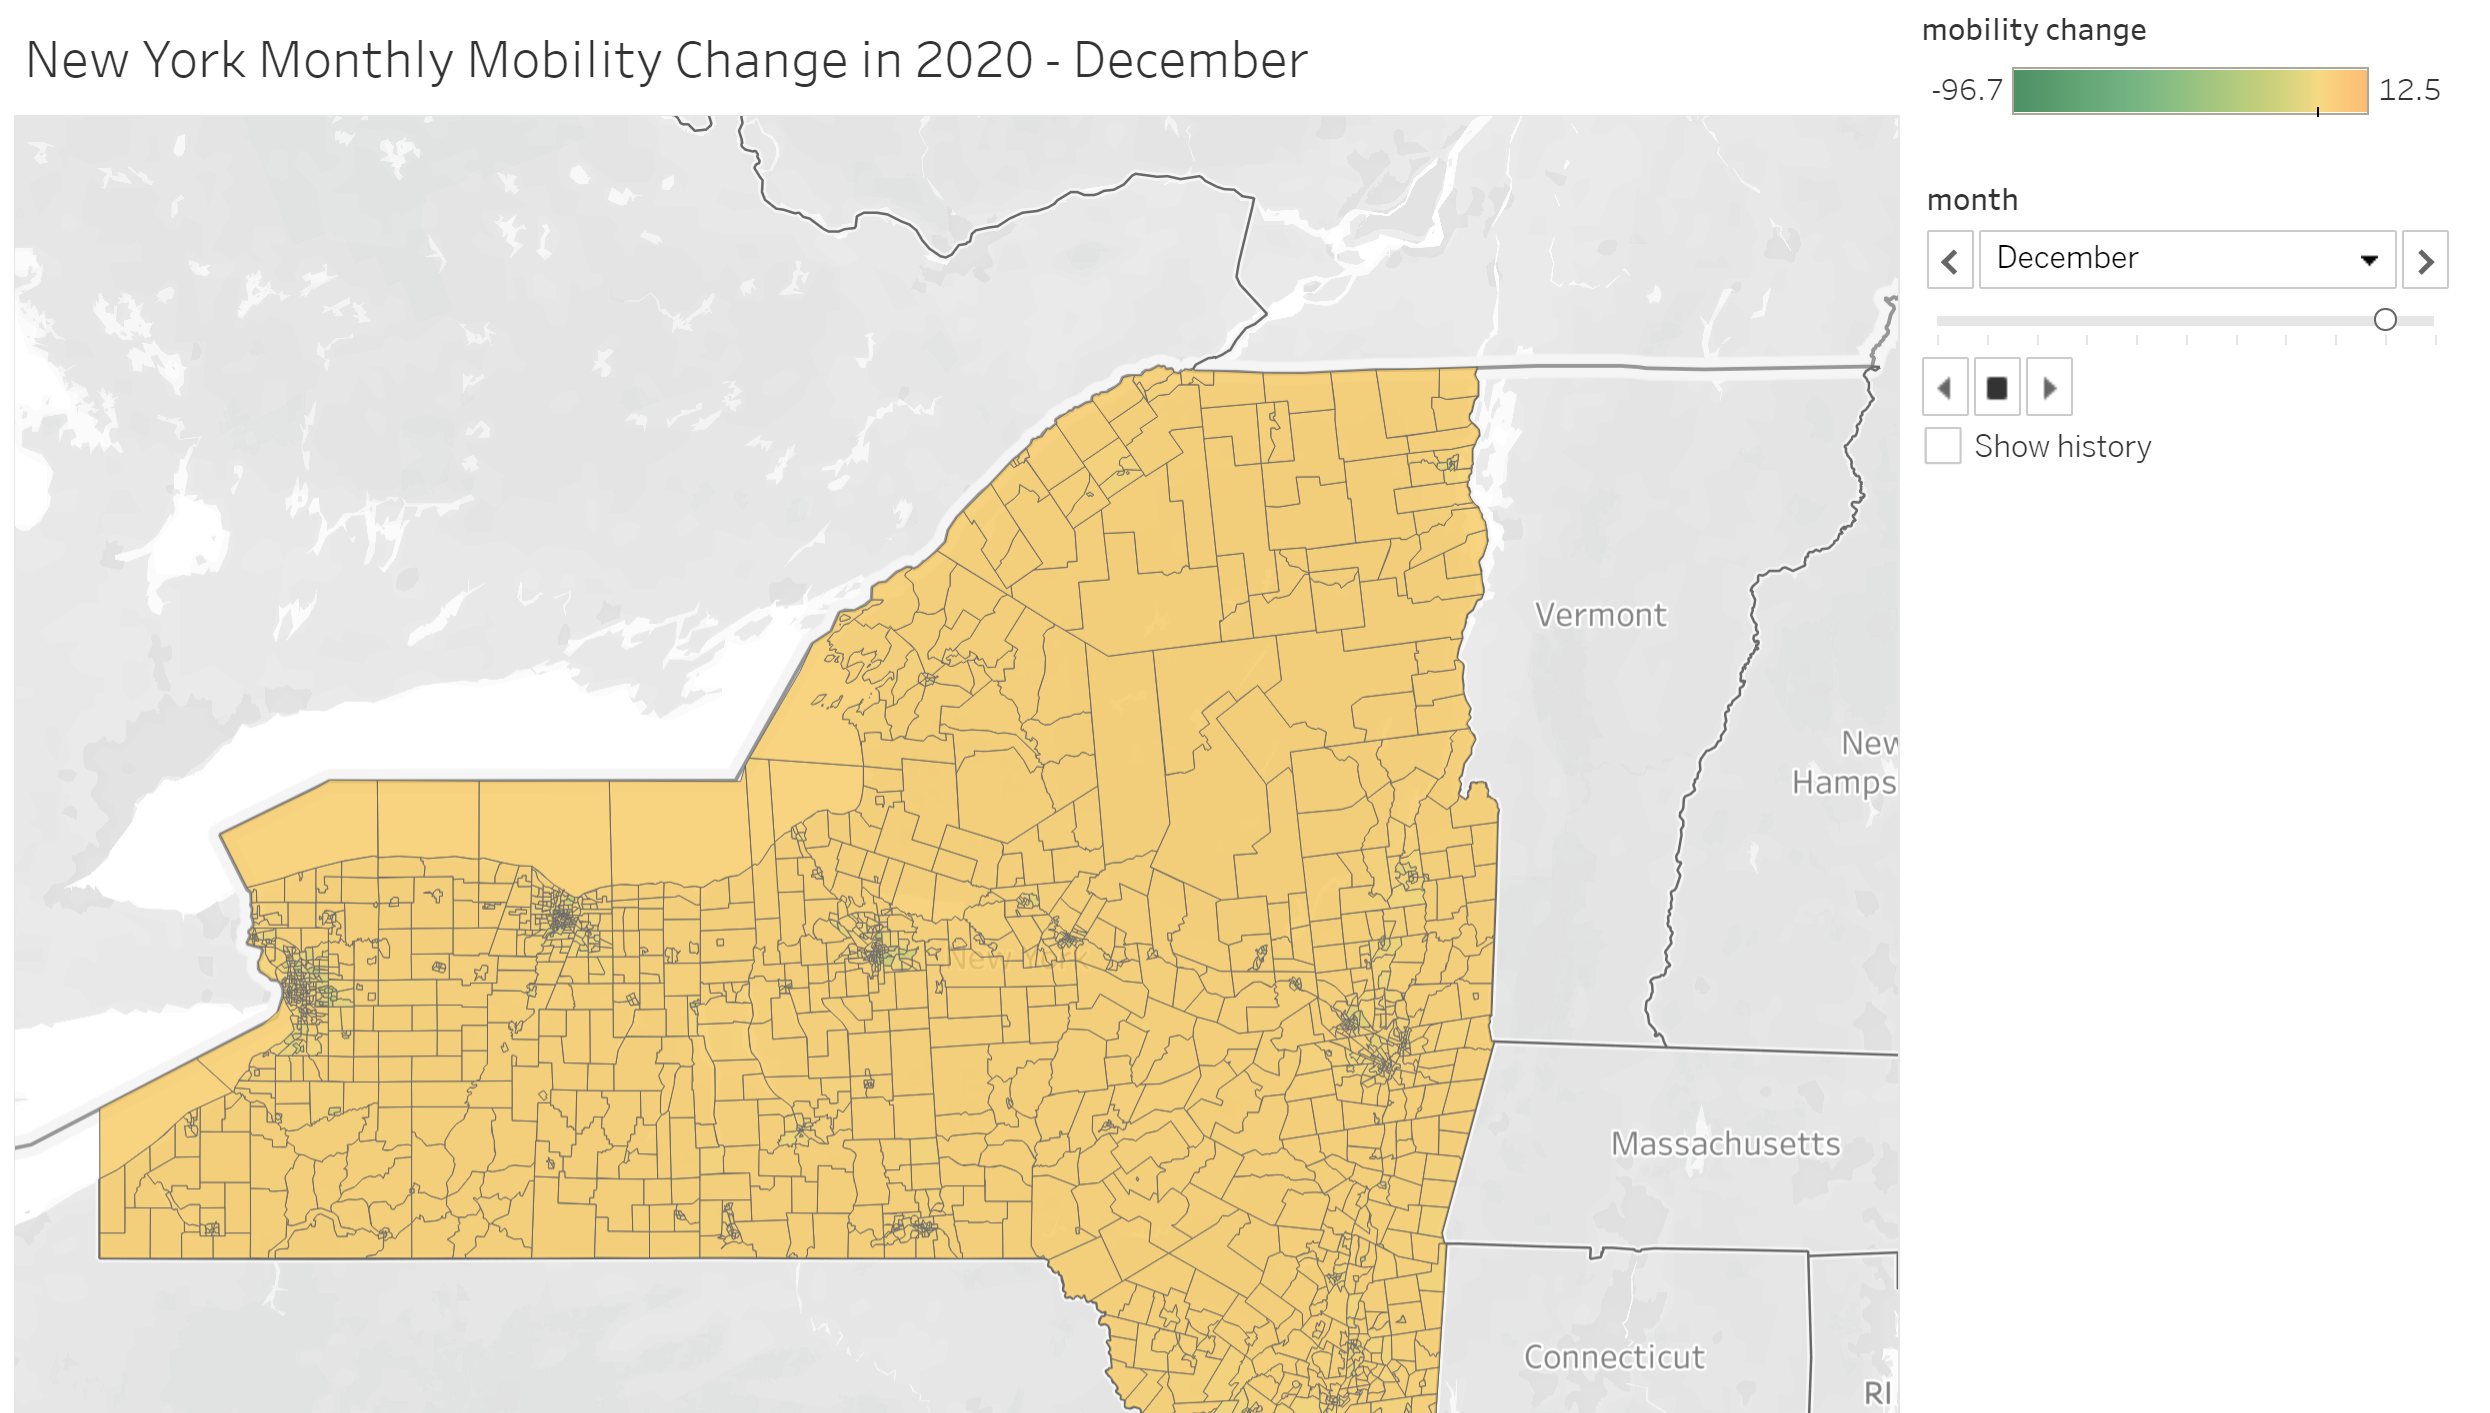 New York Monthly Mobility Change in 2020 - December
mobility change
-96.7
12.5
month
December
Show history
Vermont
New
Hamps
New York
Massachusetts
Connecticut
RI